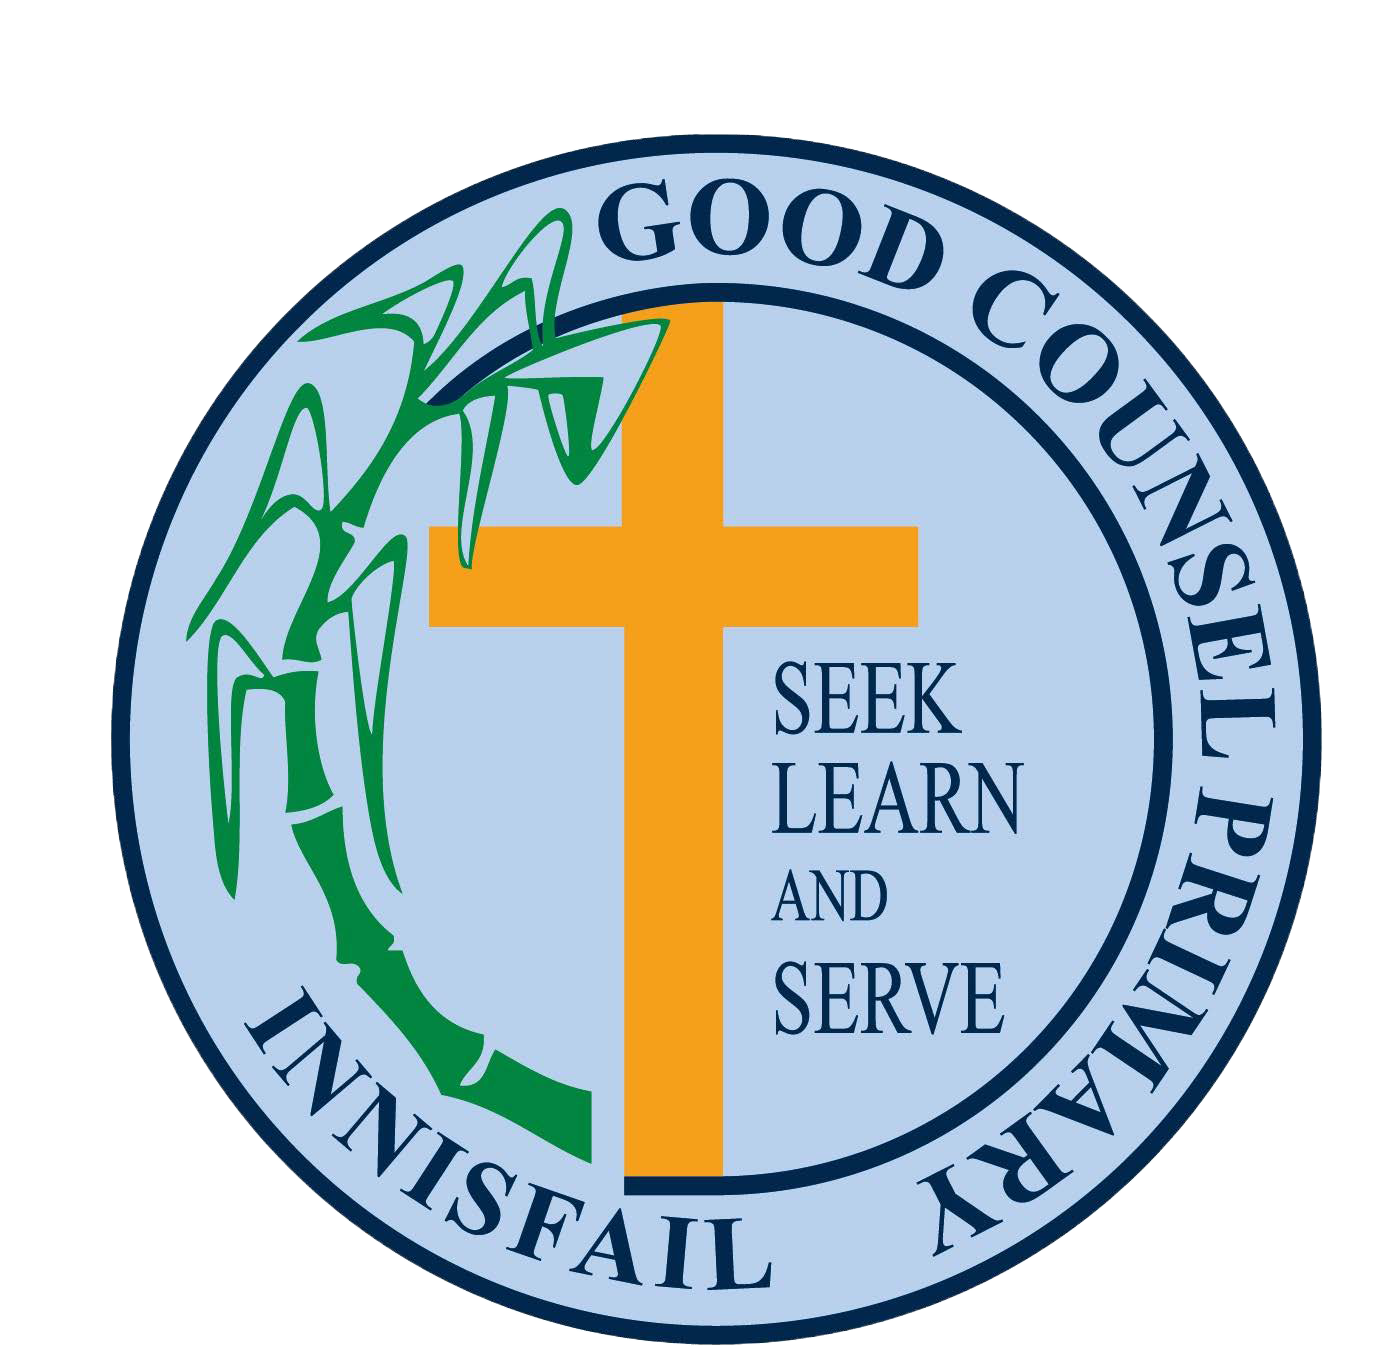 GOOD COUNSEL PRIMARY
SEEK
LEARN
AND
SERVE
INNISFAIL